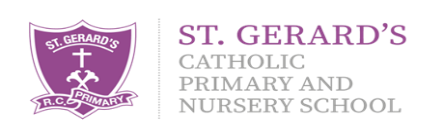 ST. GERARD'S
R.C. PRIMARY
ST. GERARD'S
CATHOLIC
PRIMARY AND
NURSERY SCHOOL